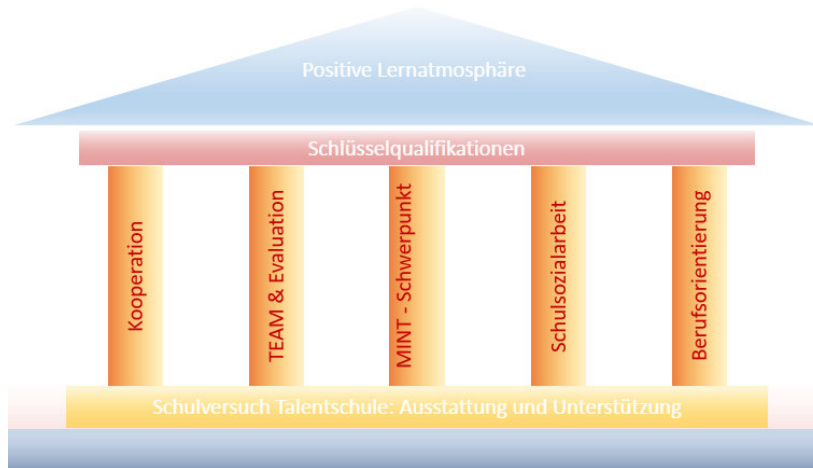 Positive Lernatmosphäre
Schlüsselqualifikationen
Kooperation
TEAM & Evaluation
MINT - Schwerpunkt
Schulsozialarbeit
Berufsorientierung
Schulversuch Talentschule: Ausstattung und Unterstützung